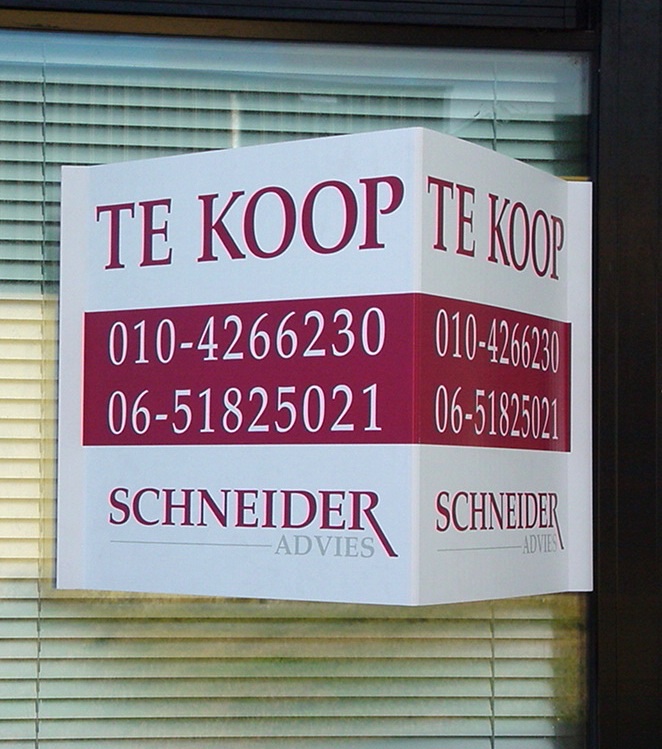 TE KOOP
010-4266230
06-51825021
SCHNEIDER
ADVIES
TE KOOP
010-4266230
06-51825021
SCHNEIDER
ADVIES